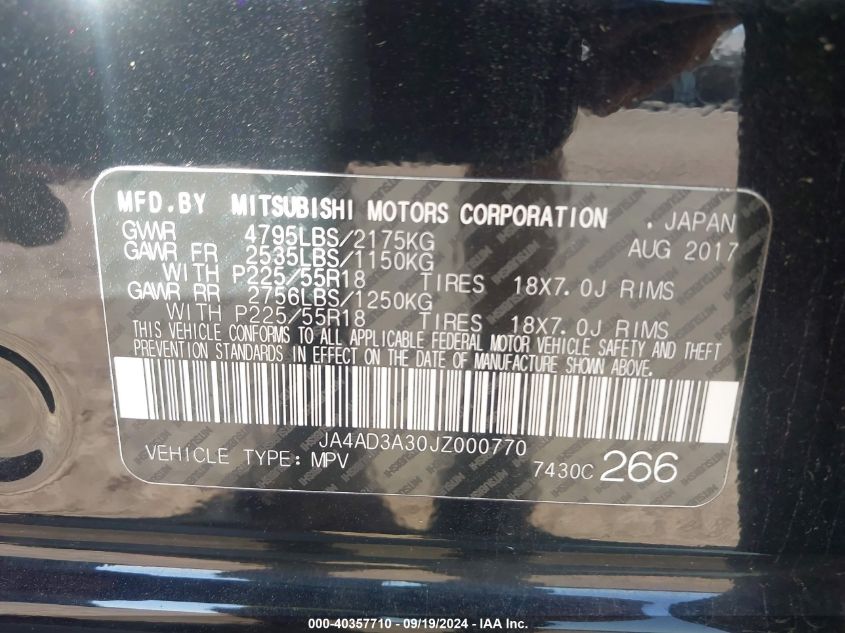 MFD.BY MITSUBISHI MOTORS CORPORATION , JAPAN
GVWR 4795LBS/2175KG AUG 2017
GAWR FR 2535LBS/1150KG
WITH P225/55R18 TIRES 18X7.0J RIMS
GAWR RR 2756LBS/1250KG
WITH P225/55R18 TIRES 18X7.0J RIMS
THIS VEHICLE CONFORMS TO ALL APPLICABLE FEDERAL MOTOR VEHICLE SAFETY AND THEFT
PREVENTION STANDARDS IN EFFECT ON THE DATE OF MANUFACTURE SHOWN ABOVE.
JA4AD3A30JZ000770
VEHICLE TYPE: MPV 7430C 266
000-40357710 - 09/19/2024 - IAA Inc.